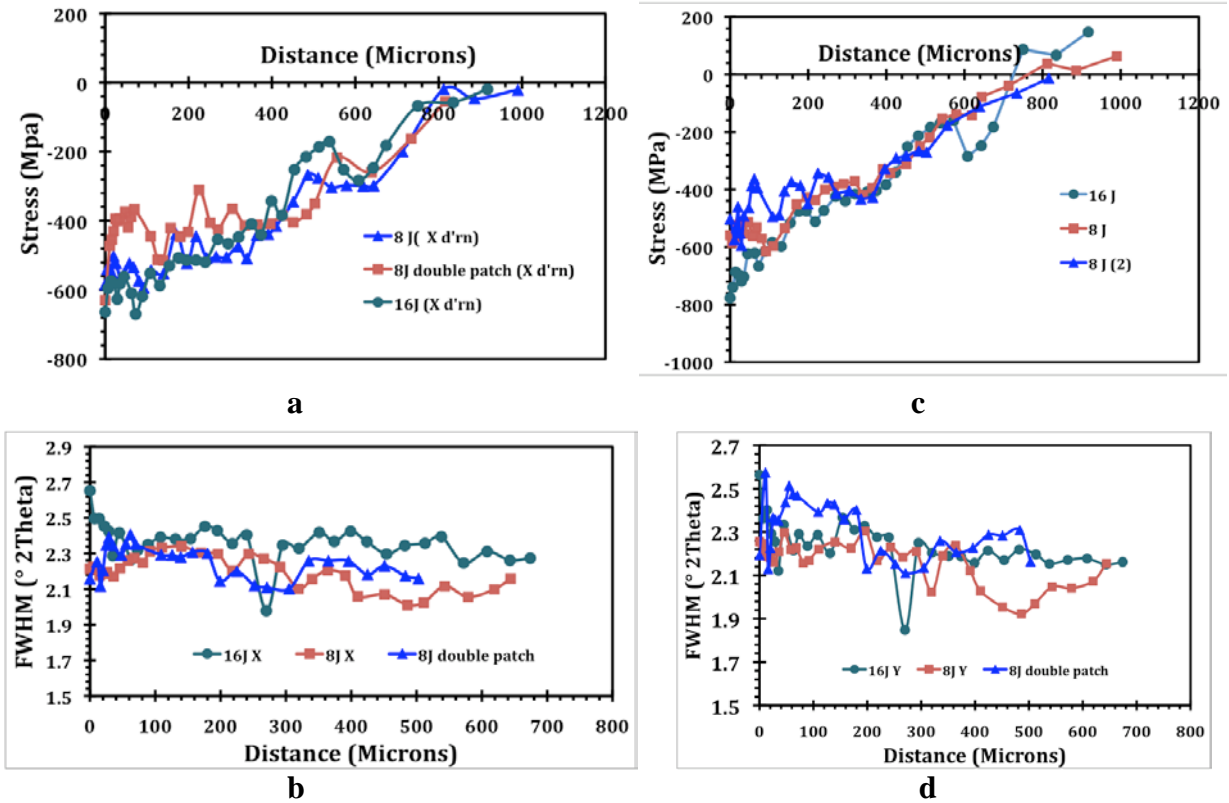 200
Distance (Microns)
0
0 200 400 600 800 1000 1200
-200
-400
-600
-800
Stress (Mpa)
8 J( X d'rn)
8J double patch (X d'rn)
16J (X d'rn)
a
200
Distance (Microns)
0
0 200 400 600 800 1000 1200
-200
-400
-600
-800
-1000
Stress (MPa)
16 J
8 J
8 J (2)
c
2.9
2.7
2.5
2.3
2.1
1.9
1.7
1.5
FWHM (° 2Theta)
16J X 8J X 8J double patch
0 100 200 300 400 500 600 700 800
Distance (Microns)
b
2.7
2.5
2.3
2.1
1.9
1.7
1.5
FWHM (° 2Theta)
16J Y 8J Y 8J double patch
0 100 200 300 400 500 600 700 800
Distance (Microns)
d